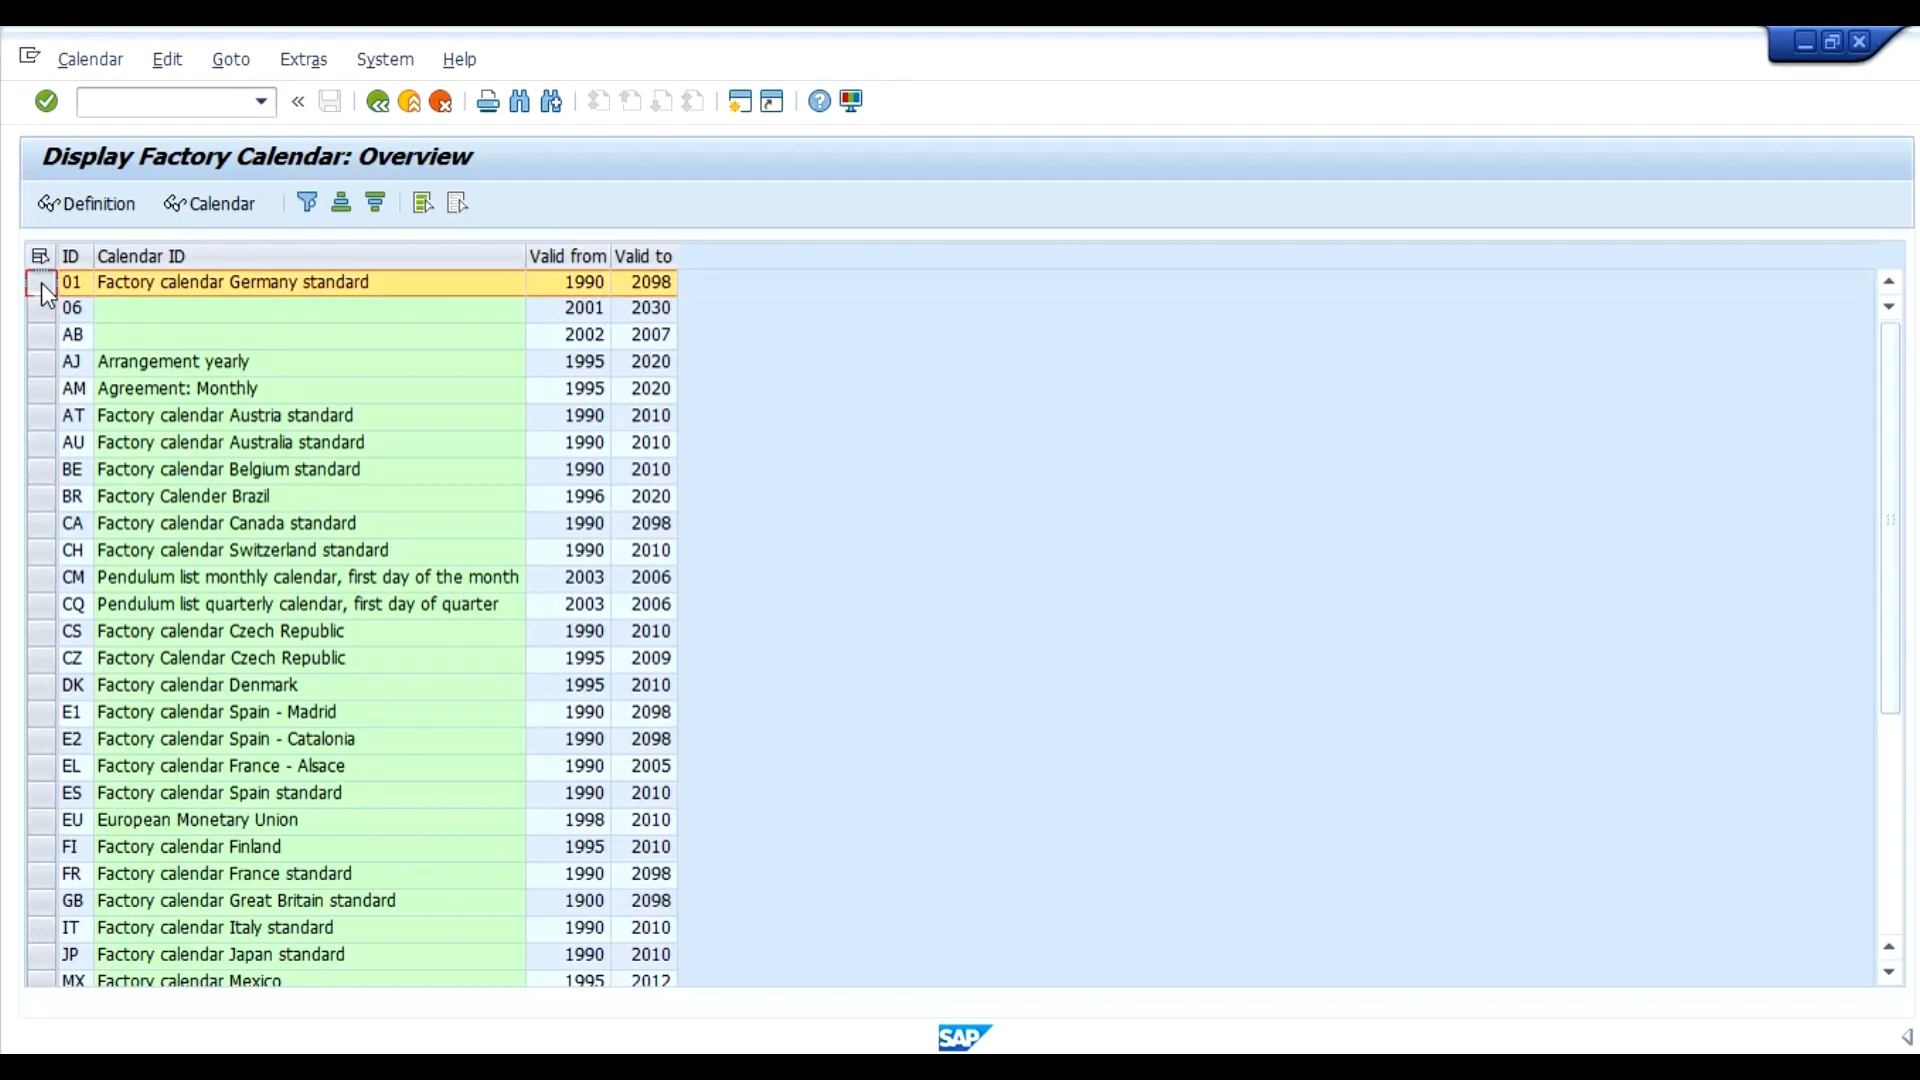 Calendar Edit Goto Extras System Help
Display Factory Calendar: Overview
Definition Calendar
ID Calendar ID Valid from Valid to
01 Factory calendar Germany standard 1990 2098
06 2001 2030
AB 2002 2007
AJ Arrangement yearly 1995 2020
AM Agreement: Monthly 1995 2020
AT Factory calendar Austria standard 1990 2010
AU Factory calendar Australia standard 1990 2010
BE Factory calendar Belgium standard 1990 2010
BR Factory Calender Brazil 1996 2020
CA Factory calendar Canada standard 1990 2098
CH Factory calendar Switzerland standard 1990 2010
CM Pendulum list monthly calendar, first day of the month 2003 2006
CQ Pendulum list quarterly calendar, first day of quarter 2003 2006
CS Factory calendar Czech Republic 1990 2010
CZ Factory Calendar Czech Republic 1995 2009
DK Factory calendar Denmark 1995 2010
E1 Factory calendar Spain - Madrid 1990 2098
E2 Factory calendar Spain - Catalonia 1990 2098
EL Factory calendar France - Alsace 1990 2005
ES Factory calendar Spain standard 1990 2010
EU European Monetary Union 1998 2010
FI Factory calendar Finland 1995 2010
FR Factory calendar France standard 1990 2098
GB Factory calendar Great Britain standard 1900 2098
IT Factory calendar Italy standard 1990 2010
JP Factory calendar Japan standard 1990 2010
MX Factory calendar Mexico 1995 2012
SAP